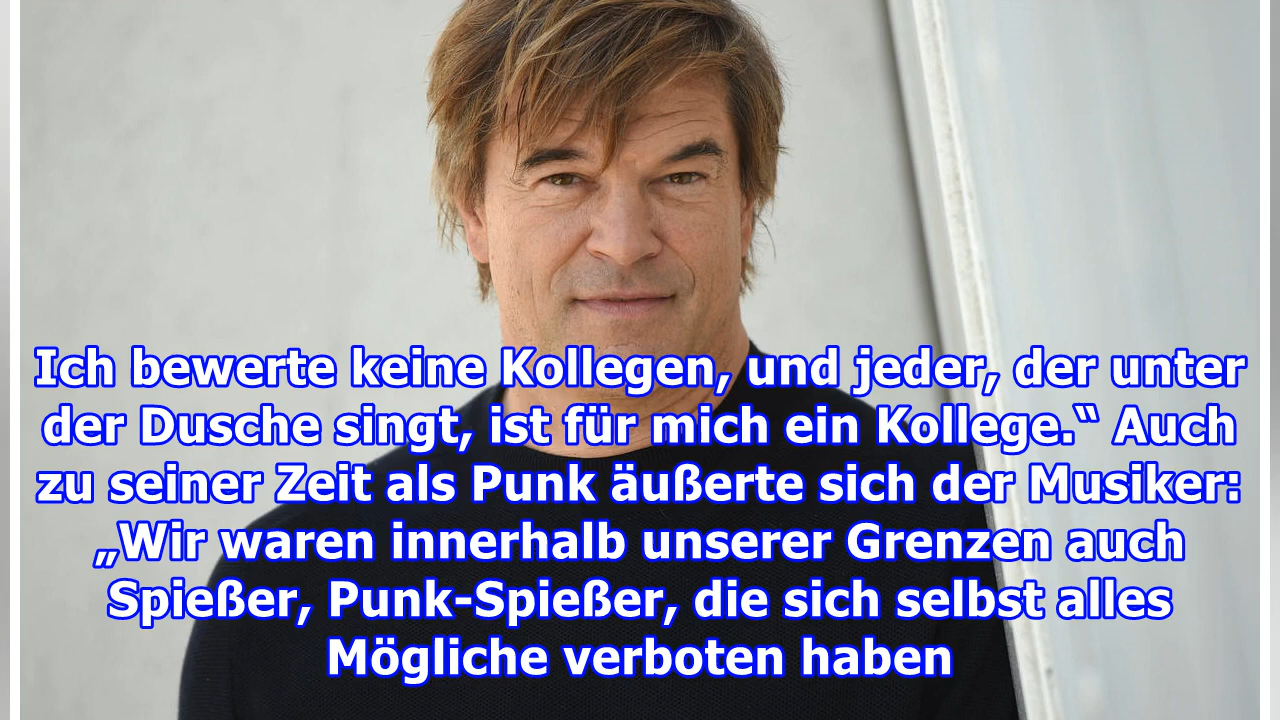 Ich bewerte keine Kollegen, und jeder, der unter
der Dusche singt, ist für mich ein Kollege.“ Auch
zu seiner Zeit als Punk äußerte sich der Musiker:
„Wir waren innerhalb unserer Grenzen auch
Spießer, Punk-Spießer, die sich selbst alles
Mögliche verboten haben